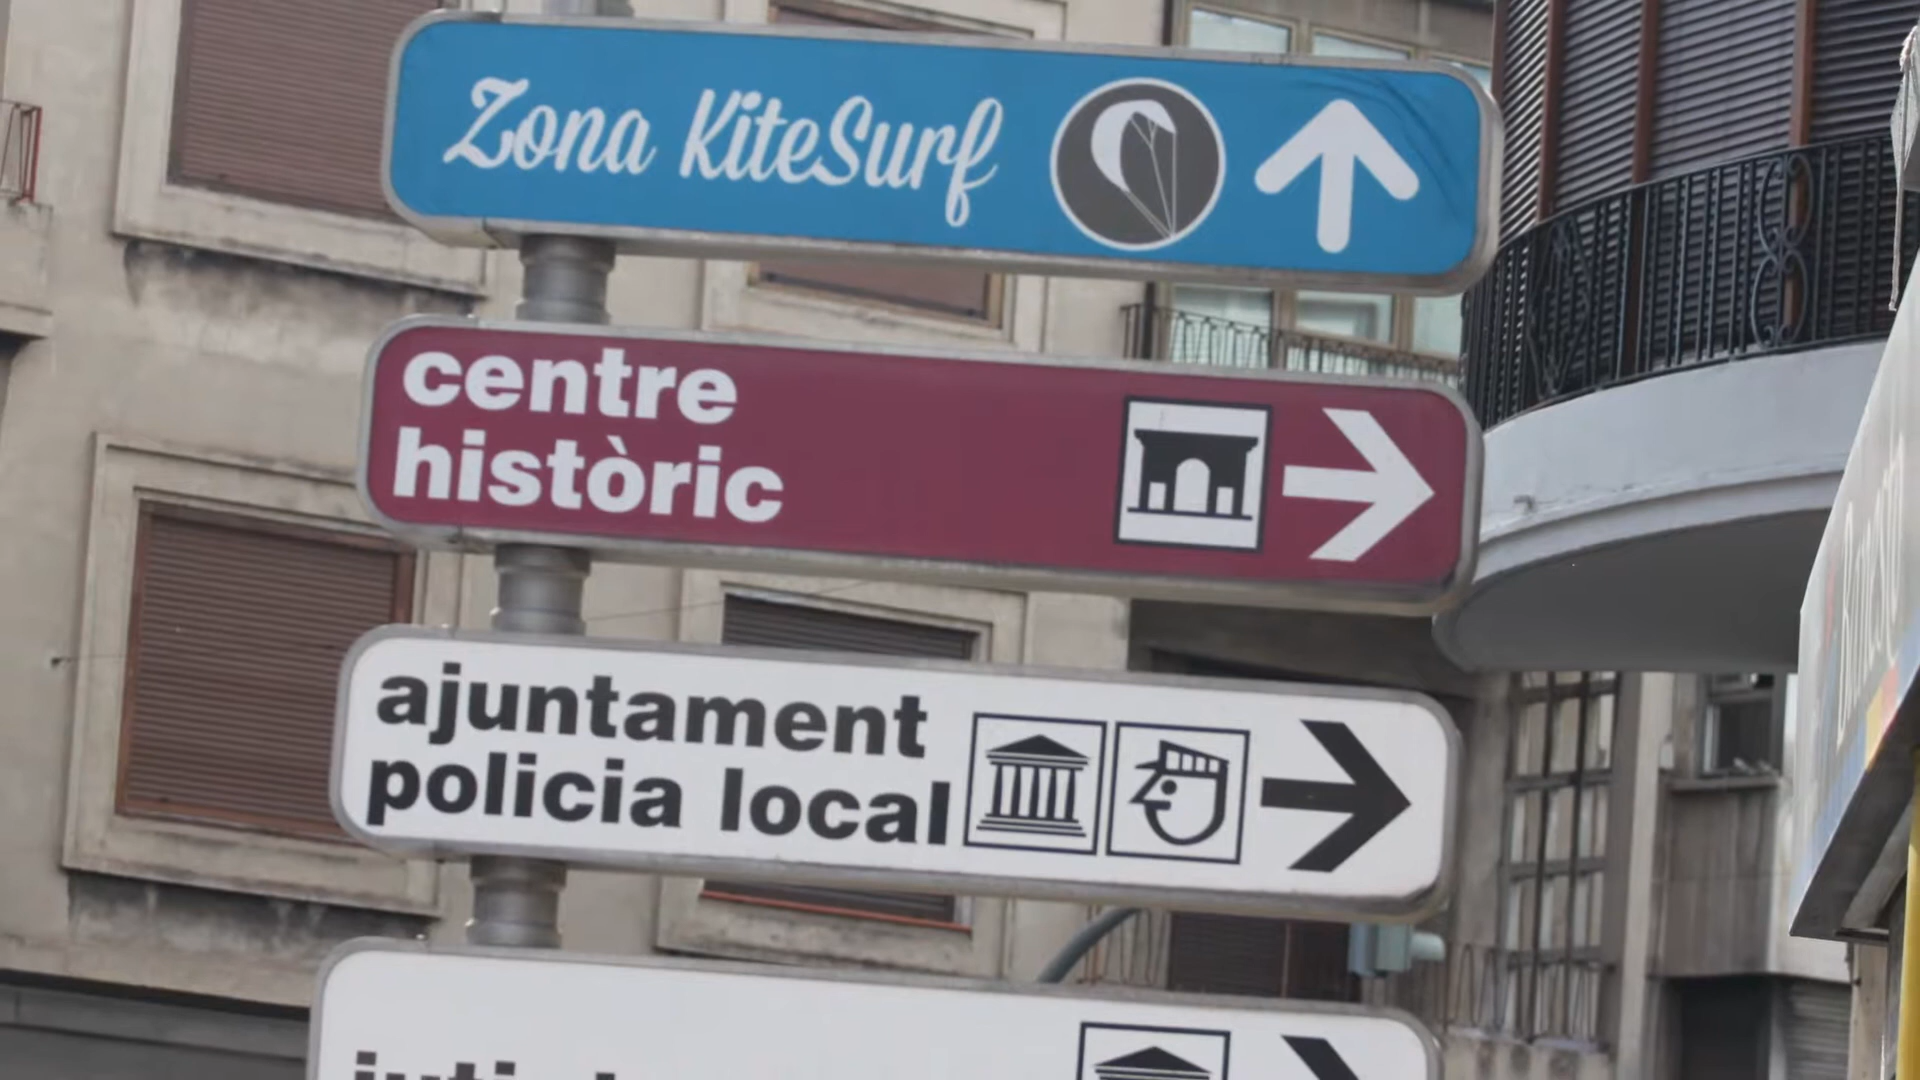 Zona KiteSurf
centre
històric
ajuntament
policia local